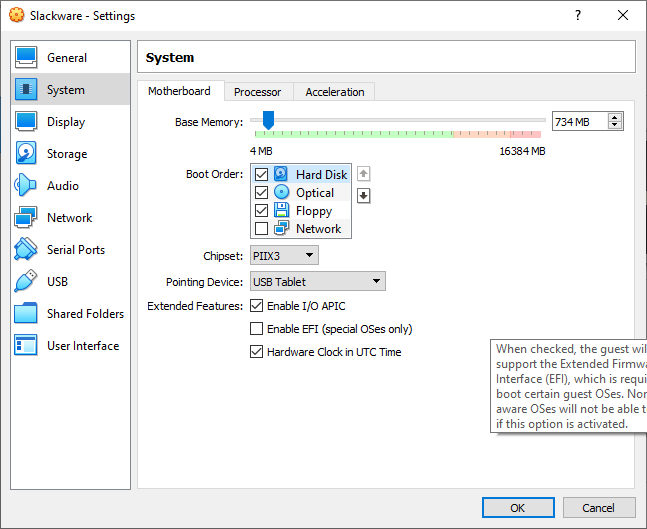 Slackware - Settings
General
System
Display
Storage
Audio
Network
Serial Ports
USB
Shared Folders
User Interface
System
Motherboard Processor Acceleration
Base Memory: 734 MB
4 MB 16384 MB
Boot Order: Hard Disk
Optical
Floppy
Network
Chipset: PIIX3
Pointing Device: USB Tablet
Extended Features: Enable I/O APIC
Enable EFI (special OSes only)
Hardware Clock in UTC Time
When checked, the guest will
support the Extended Firmwa
Interface (EFI), which is requi
boot certain guest OSes. Non
aware OSes will not be able t
if this option is activated.
OK Cancel